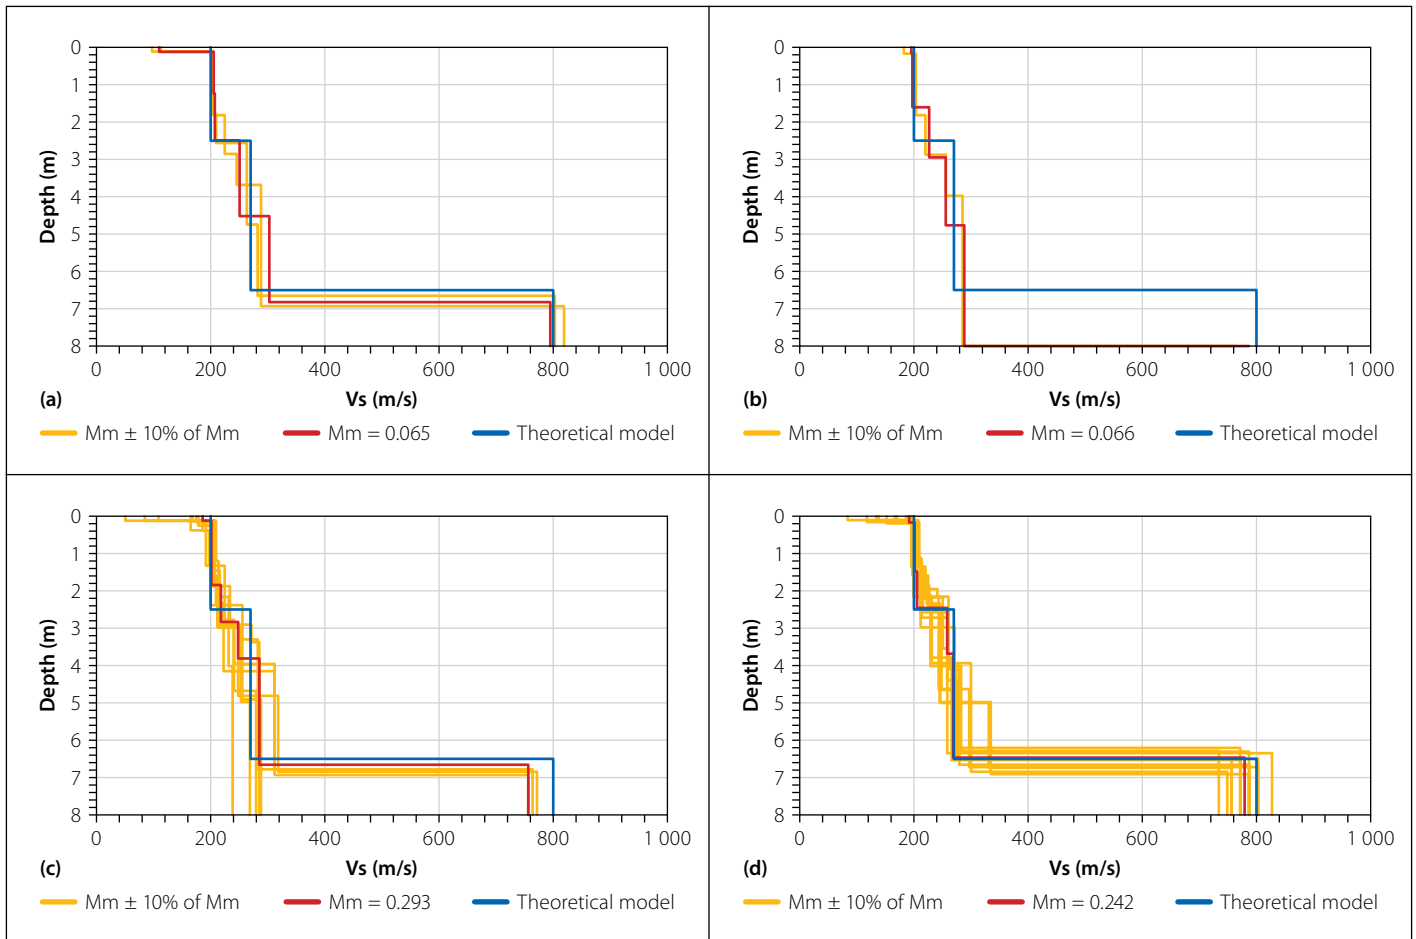 0
1
2
3
4
5
6
7
8
Depth (m)
0 200 400 600 800 1 000
(a) Vs (m/s)
Mm ± 10% of Mm Mm = 0.065 Theoretical model
0
1
2
3
4
5
6
7
8
Depth (m)
0 200 400 600 800 1 000
(b) Vs (m/s)
Mm ± 10% of Mm Mm = 0.066 Theoretical model
0
1
2
3
4
5
6
7
8
Depth (m)
0 200 400 600 800 1 000
(c) Vs (m/s)
Mm ± 10% of Mm Mm = 0.293 Theoretical model
0
1
2
3
4
5
6
7
8
Depth (m)
0 200 400 600 800 1 000
(d) Vs (m/s)
Mm ± 10% of Mm Mm = 0.242 Theoretical model